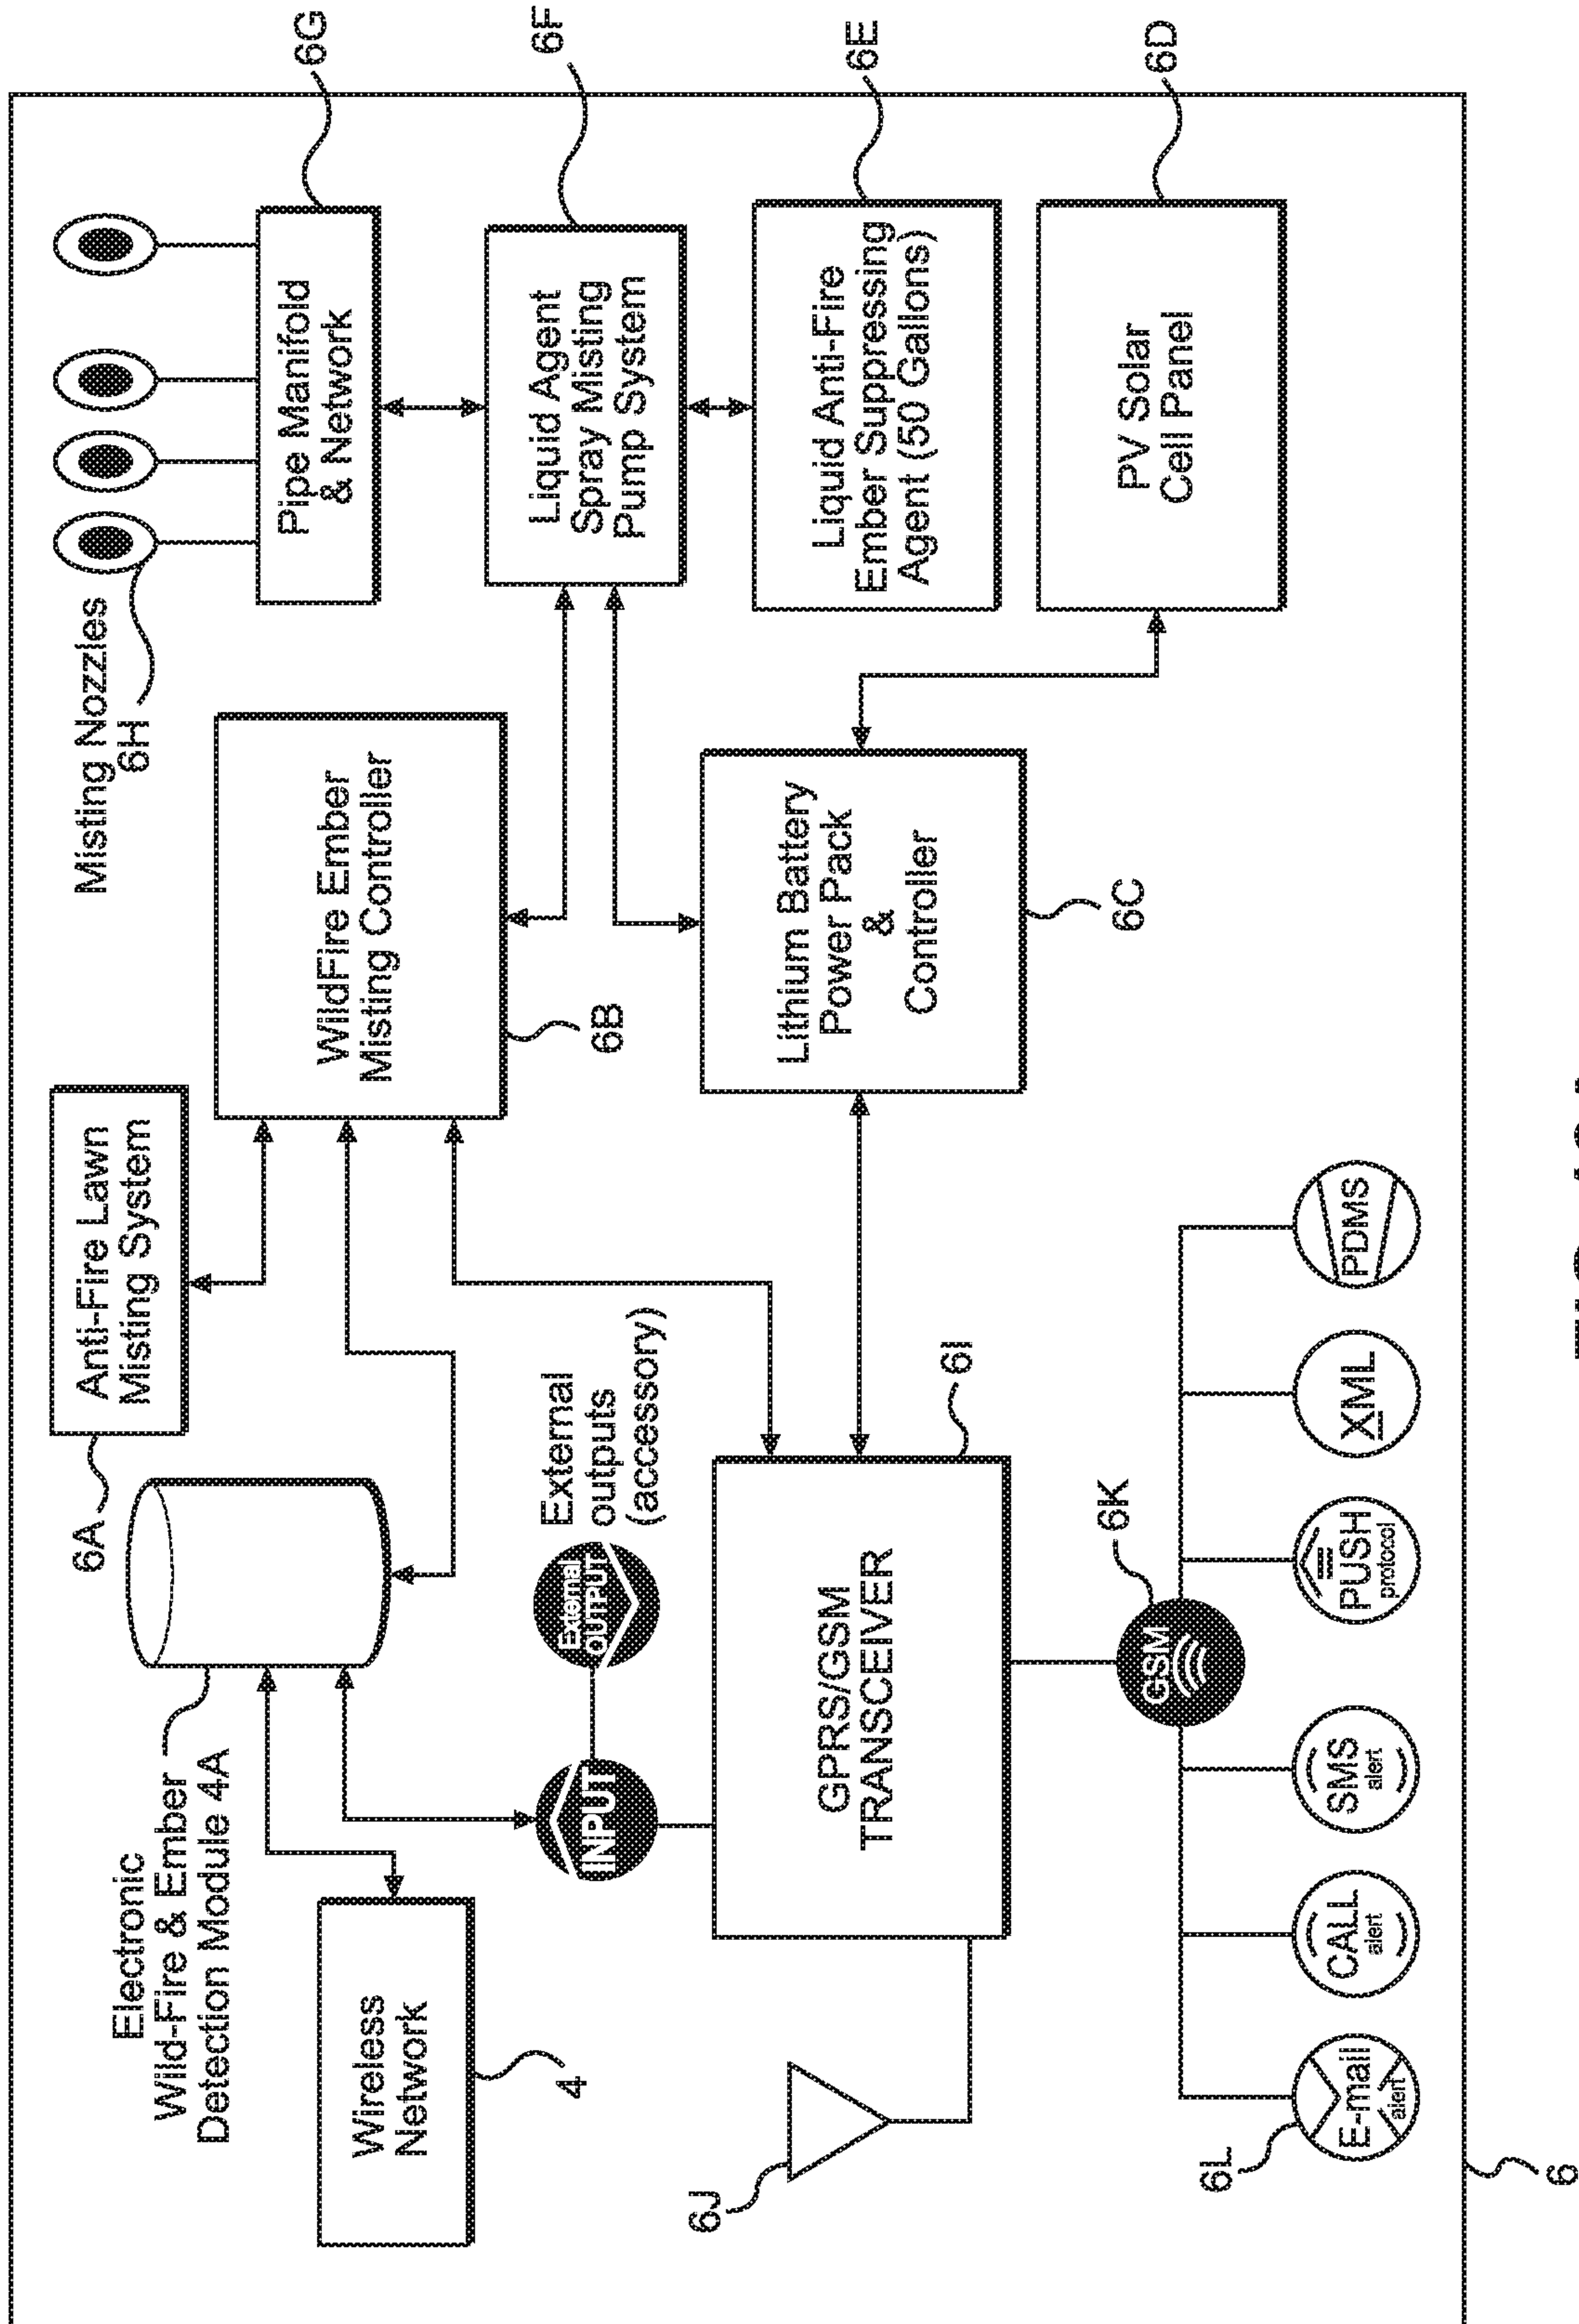 Electronic
Wild-Fire & Ember
Detection Module 4A
6A
Anti-Fire Lawn
Misting System
Misting Nozzles
6H
Wireless
Network
4
WildFire Ember
Misting Controller
6B
Pipe Manifold
& Network
6G
INPUT
External
OUTPUT
External
outputs
(accessory)
Liquid Agent
Spray Misting
Pump System
6F
6J
GPRS/GSM
TRANSCEIVER
6I
Lithium Battery
Power Pack
&
Controller
6C
Liquid Anti-Fire
Ember Suppressing
Agent (50 Gallons)
6E
PV Solar
Cell Panel
6D
GSM
6K
6L
E-mail
alert
CALL
alert
SMS
alert
PUSH
protocol
XML
PDMS
6